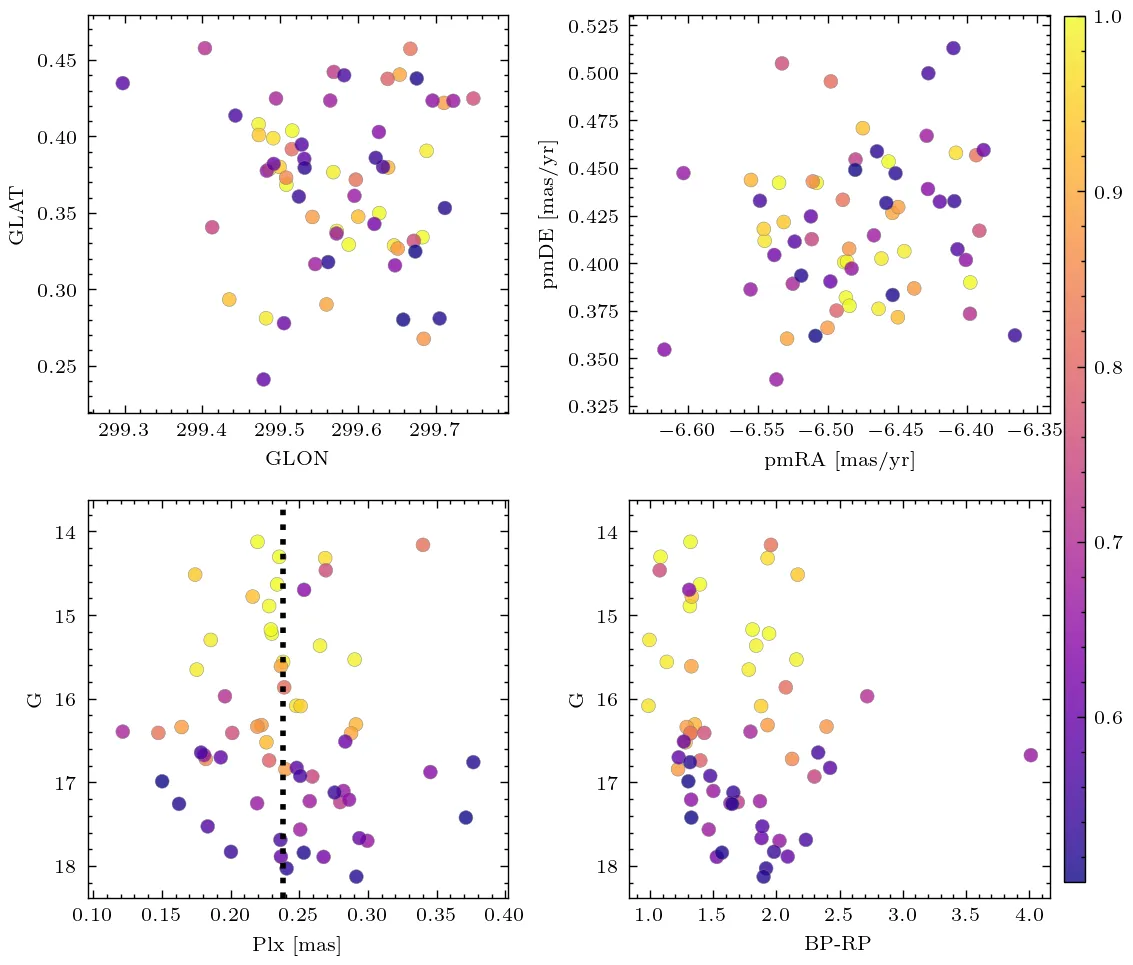 0.45
0.40
0.35
0.30
0.25
GLAT
299.3 299.4 299.5 299.6 299.7
GLON
0.525
0.500
0.475
0.450
0.425
0.400
0.375
0.350
0.325
pmDE [mas/yr]
−6.60 −6.55 −6.50 −6.45 −6.40 −6.35
pmRA [mas/yr]
14
15
16
17
18
G
0.10 0.15 0.20 0.25 0.30 0.35 0.40
Plx [mas]
14
15
16
17
18
G
1.0 1.5 2.0 2.5 3.0 3.5 4.0
BP-RP
1.0
0.9
0.8
0.7
0.6